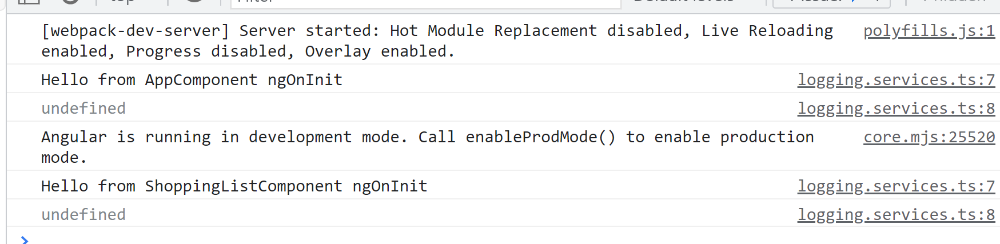 [webpack-dev-server] Server started: Hot Module Replacement disabled, Live Reloading polyfills.js:1
enabled, Progress disabled, Overlay enabled.
Hello from AppComponent ngOnInit logging.services.ts:7
undefined logging.services.ts:8
Angular is running in development mode. Call enableProdMode() to enable production core.mjs:25520
mode.
Hello from ShoppingListComponent ngOnInit logging.services.ts:7
undefined logging.services.ts:8